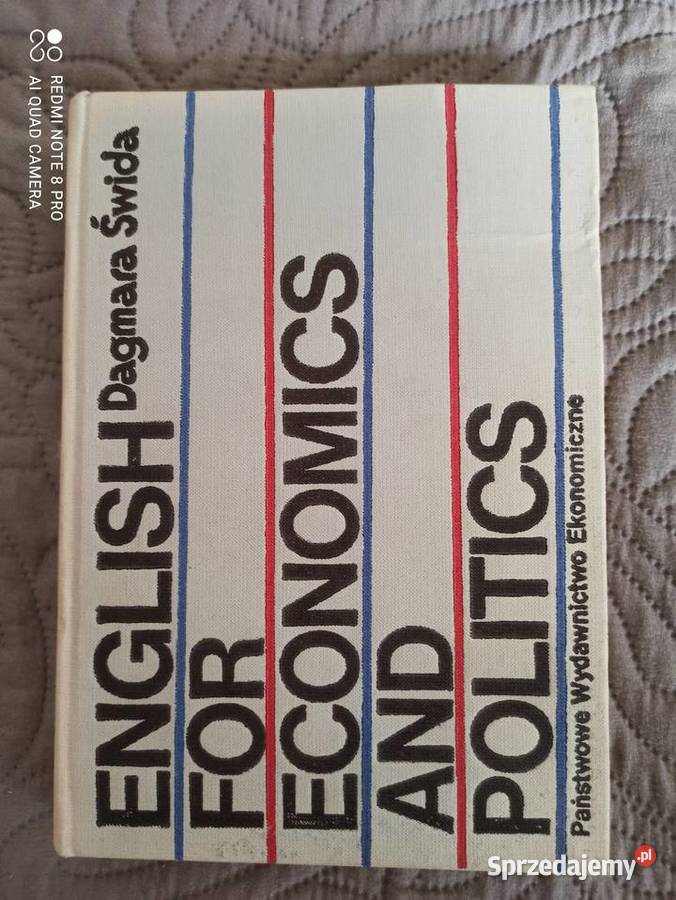 REDMI NOTE 8 PRO
AI QUAD CAMERA
ENGLISH Dagmara Świda
FOR
ECONOMICS
AND
POLITICS
Państwowe Wydawnictwo Ekonomiczne
Sprzedajemy.pl